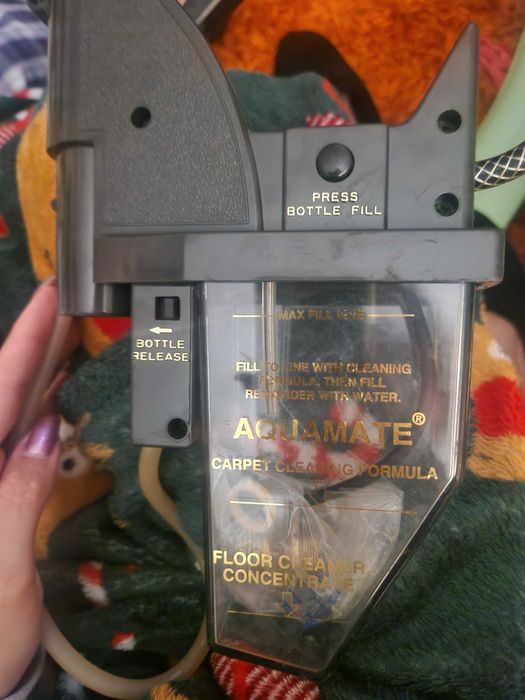 PRESS
BOTTLE FILL
MAX FILL LINE
BOTTLE
RELEASE
FILL TO LINE WITH CLEANING
FORMULA, THEN FILL
REMAINDER WITH WATER.
AQUAMATE®
CARPET CLEANING FORMULA
FLOOR CLEANER
CONCENTRATE